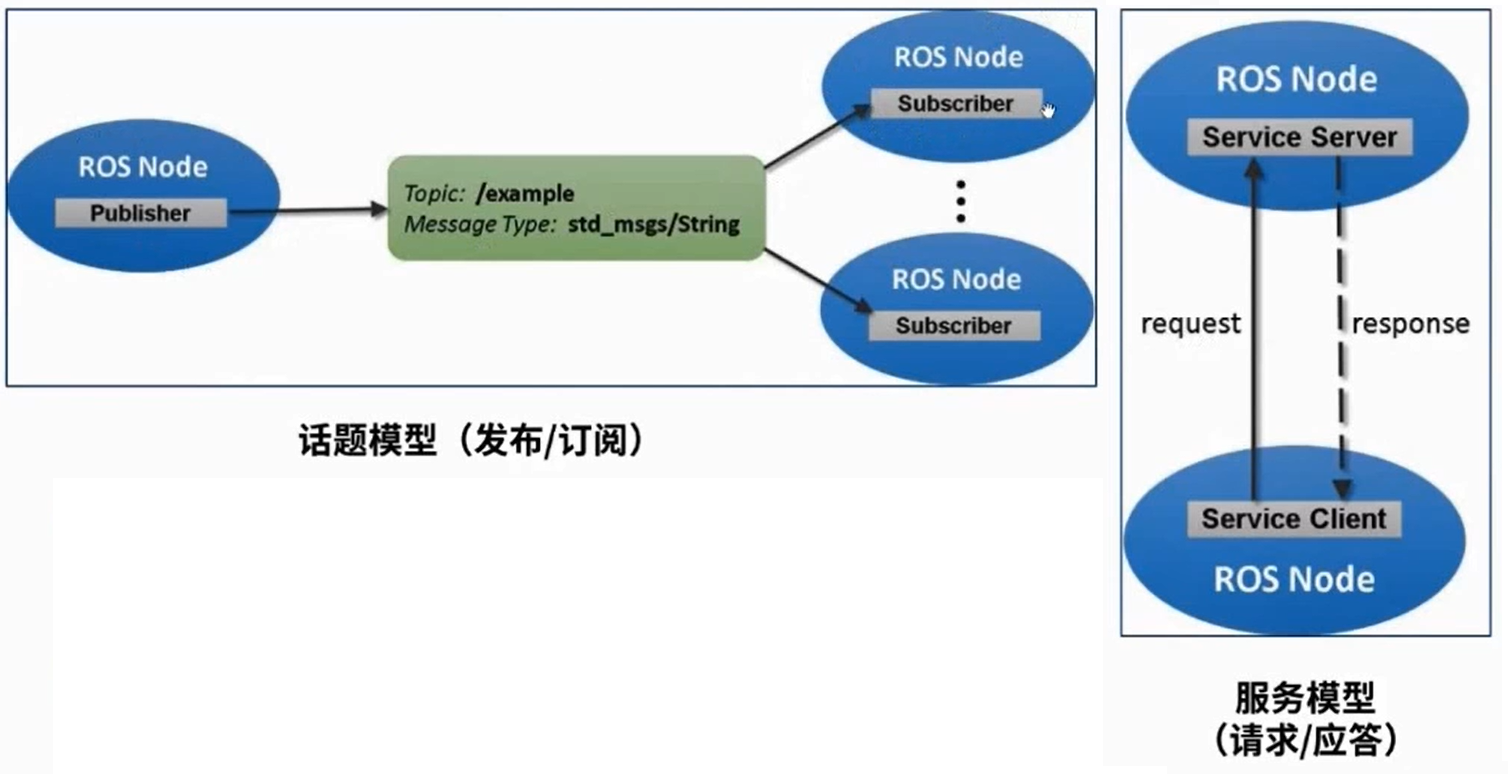 ROS Node
Publisher
Topic: /example
Message Type: std_msgs/String
ROS Node
Subscriber
ROS Node
Subscriber
话题模型（发布/订阅）
ROS Node
Service Server
request
response
Service Client
ROS Node
服务模型
（请求/应答）